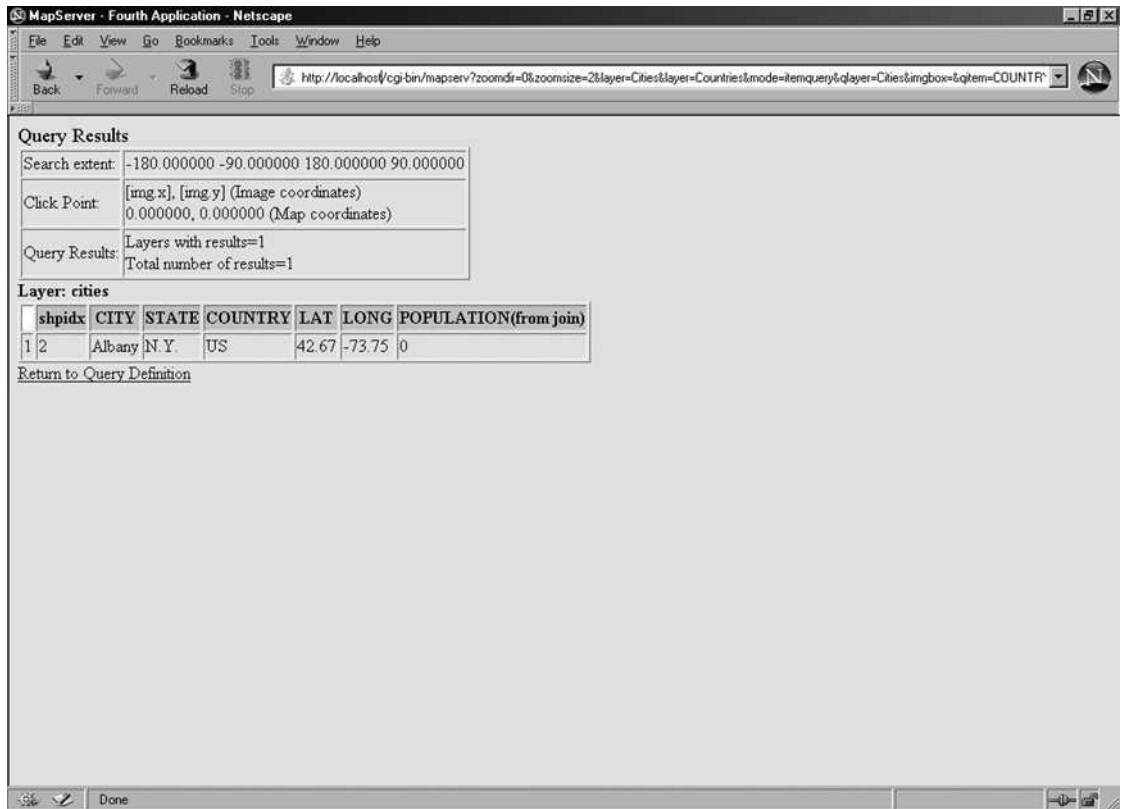 MapServer - Fourth Application - Netscape
File Edit View Go Bookmarks Tools Window Help
Back Forward Reload Stop http://localhost/cgi-bin/mapserv?zoomdir=0&zoomsize=2&layer=Cities&layer=Countries&mode=itemquery&qlayer=Cities&imgbox=&qitem=COUNTR N
Query Results
Search extent: -180.000000 -90.000000 180.000000 90.000000
Click Point: [img.x], [img.y] (Image coordinates)
0.000000, 0.000000 (Map coordinates)
Query Results: Layers with results=1
Total number of results=1
Layer: cities
shpidx CITY STATE COUNTRY LAT LONG POPULATION(from join)
1 2 Albany N.Y. US 42.67 -73.75 0
Return to Query Definition
Done